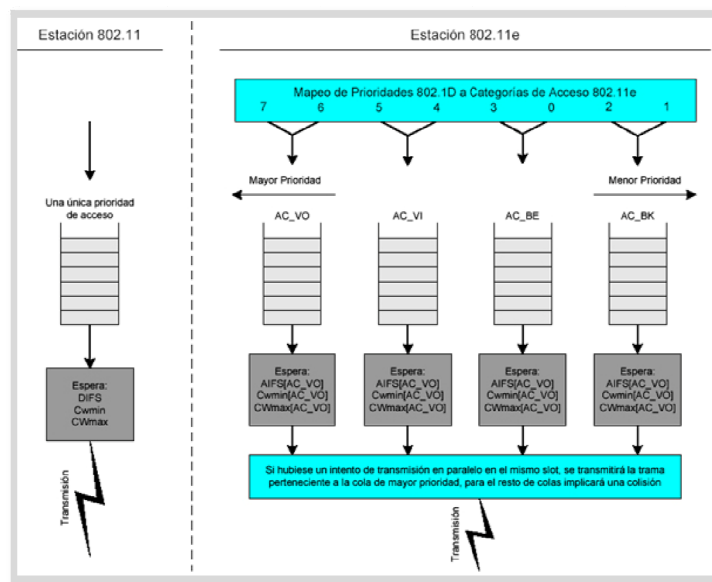 Estación 802.11
Estación 802.11e
Mapeo de Prioridades 802.1D a Categorías de Acceso 802.11e
7 6 5 4 3 0 2 1
Mayor Prioridad
Menor Prioridad
Una única prioridad
de acceso
AC_VO
AC_VI
AC_BE
AC_BK
Espera:
DIFS
Cwmin
CWmax
Espera:
AIFS[AC_VO]
Cwmin[AC_VO]
CWmax[AC_VO]
Espera:
AIFS[AC_VO]
Cwmin[AC_VO]
CWmax[AC_VO]
Espera:
AIFS[AC_VO]
Cwmin[AC_VO]
CWmax[AC_VO]
Espera:
AIFS[AC_VO]
Cwmin[AC_VO]
CWmax[AC_VO]
Si hubiese un intento de transmisión en paralelo en el mismo slot, se transmitirá la trama
perteneciente a la cola de mayor prioridad, para el resto de colas implicará una colisión
Transmisión
Transmisión